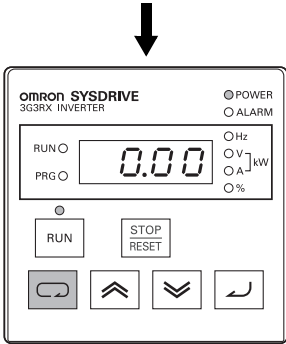 OMRON SYSDRIVE
3G3RX INVERTER
POWER
ALARM
RUN
PRG
0.00
Hz
V
A
kW
%
RUN
STOP
RESET